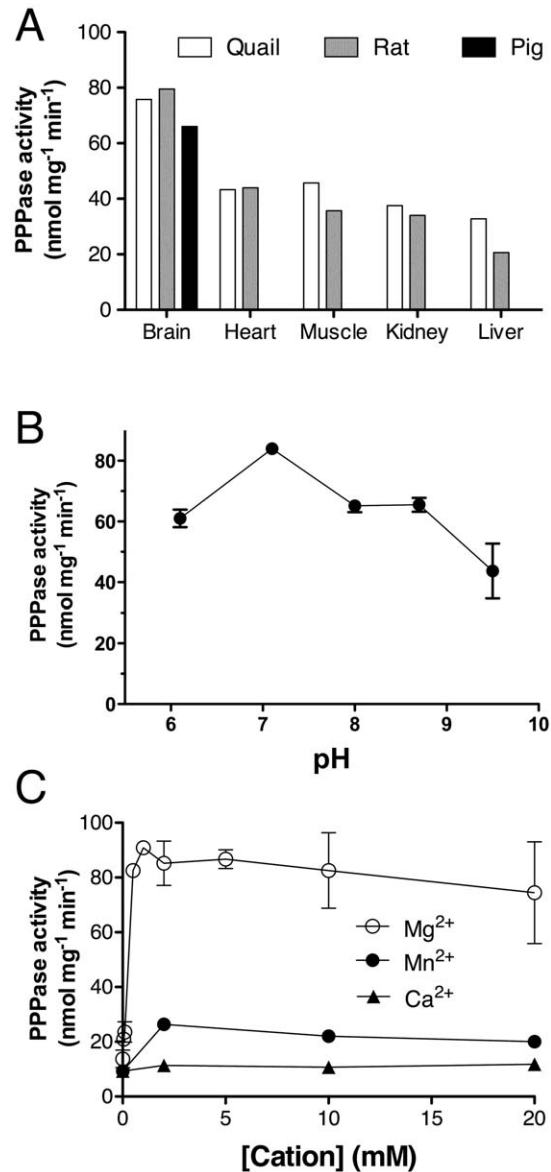 A
Quail Rat Pig
PPPase activity
(nmol mg⁻¹ min⁻¹)
100
80
60
40
20
0
Brain Heart Muscle Kidney Liver
B
PPPase activity
(nmol mg⁻¹ min⁻¹)
80
60
40
20
0
6 7 8 9 10
pH
C
PPPase activity
(nmol mg⁻¹ min⁻¹)
100
80
60
40
20
0
Mg²⁺
Mn²⁺
Ca²⁺
0 5 10 15 20
[Cation] (mM)